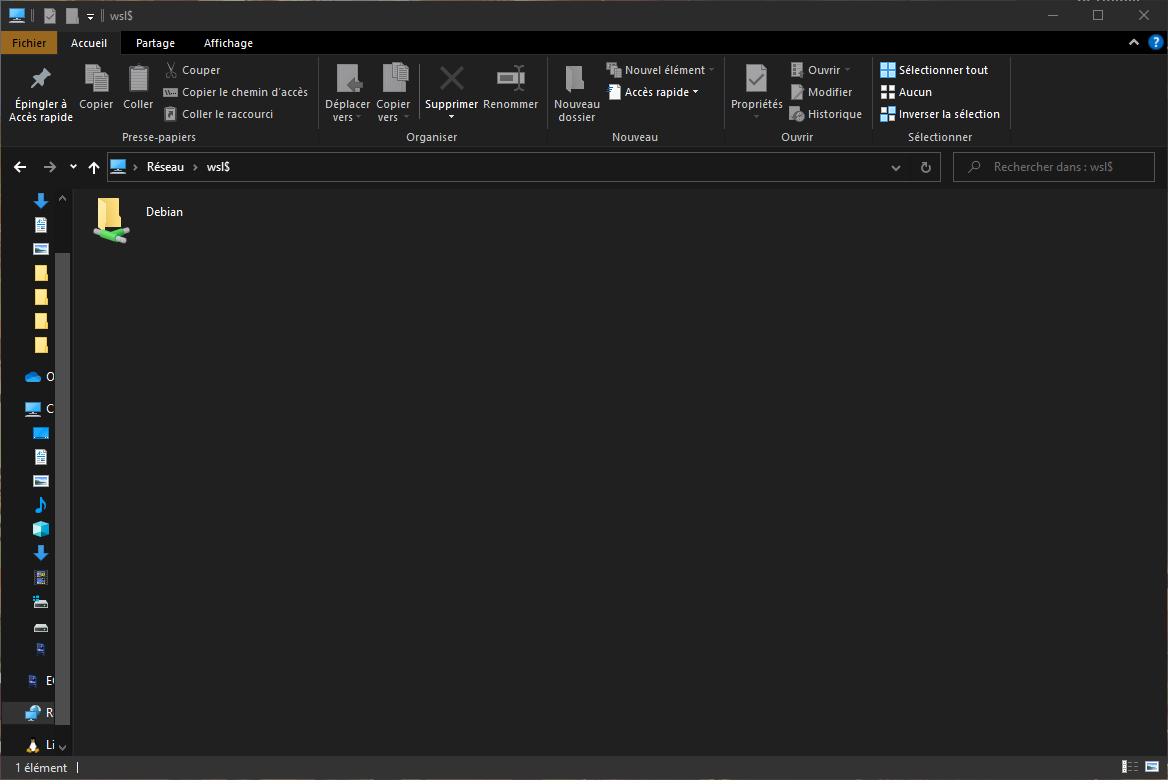 wsl$
Fichier
Accueil
Partage
Affichage
Épingler à
Accès rapide
Copier
Coller
Couper
Copier le chemin d'accès
Coller le raccourci
Presse-papiers
Déplacer
vers
Copier
vers
Supprimer
Renommer
Organiser
Nouveau
dossier
Nouvel élément
Accès rapide
Nouveau
Propriétés
Ouvrir
Modifier
Historique
Ouvrir
Sélectionner tout
Aucun
Inverser la sélection
Sélectionner
Réseau > wsl$
Rechercher dans : wsl$
Debian
O
C
R
Li
1 élément